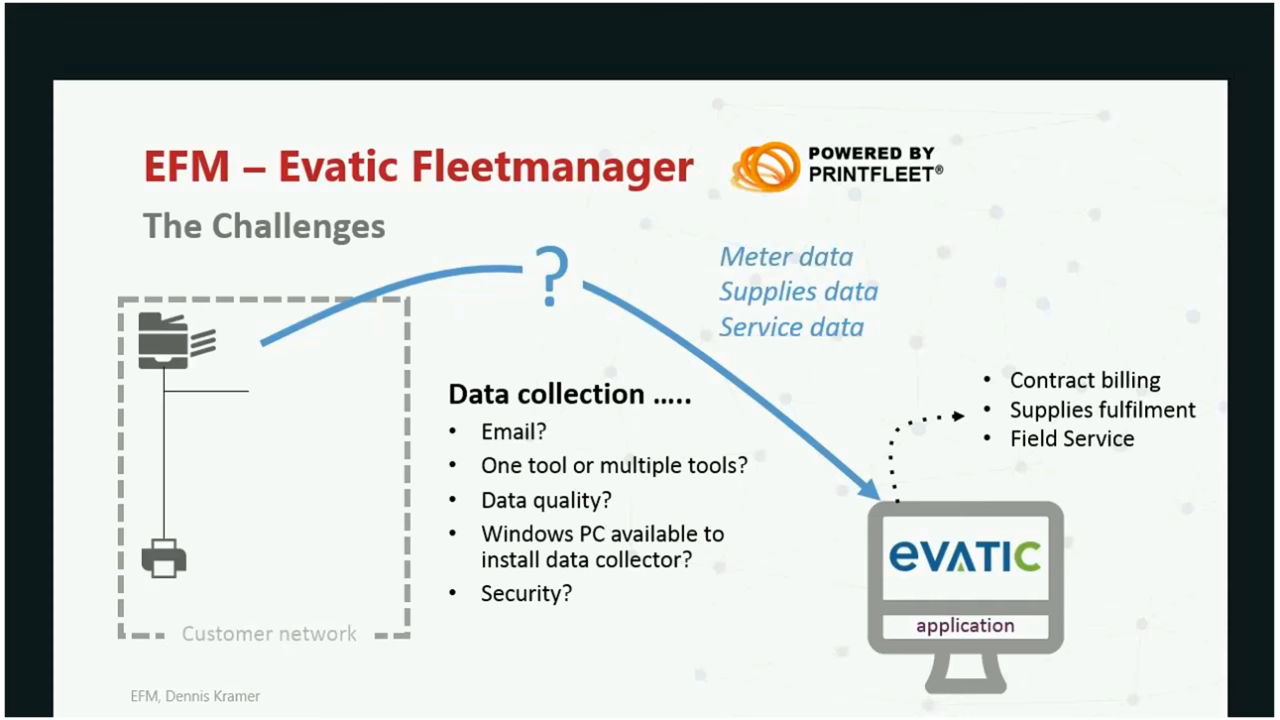 EFM – Evatic Fleetmanager
POWERED BY
PRINTFLEET®
The Challenges
?
Meter data
Supplies data
Service data
Data collection …..
• Email?
• One tool or multiple tools?
• Data quality?
• Windows PC available to
install data collector?
• Security?
• Contract billing
• Supplies fulfilment
• Field Service
evatic
application
Customer network
EFM, Dennis Kramer